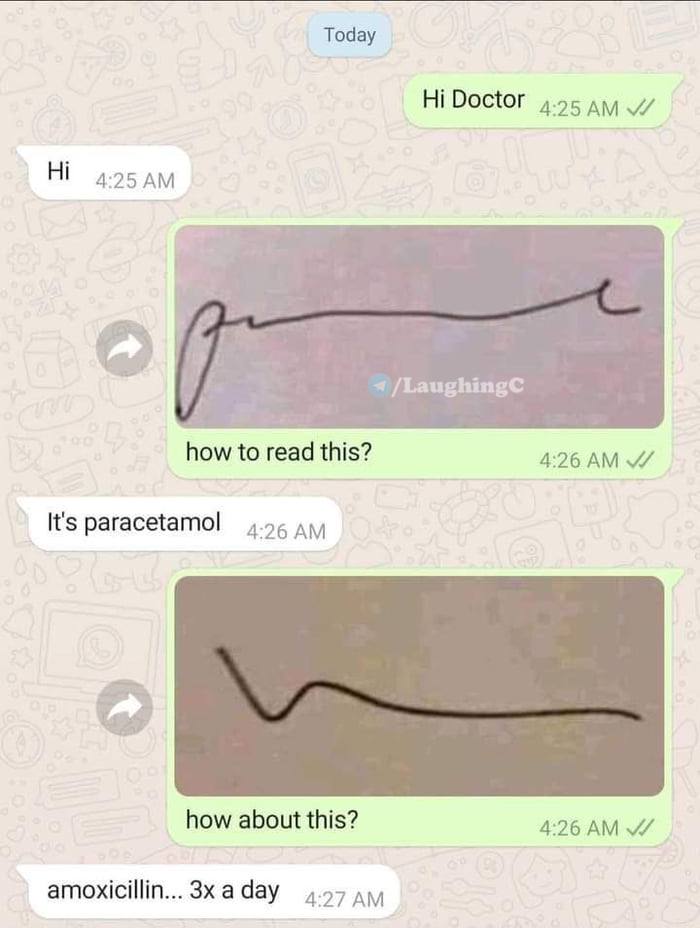 Today
Hi Doctor 4:25 AM
Hi 4:25 AM
/LaughingC
how to read this? 4:26 AM
It's paracetamol 4:26 AM
how about this? 4:26 AM
amoxicillin... 3x a day 4:27 AM